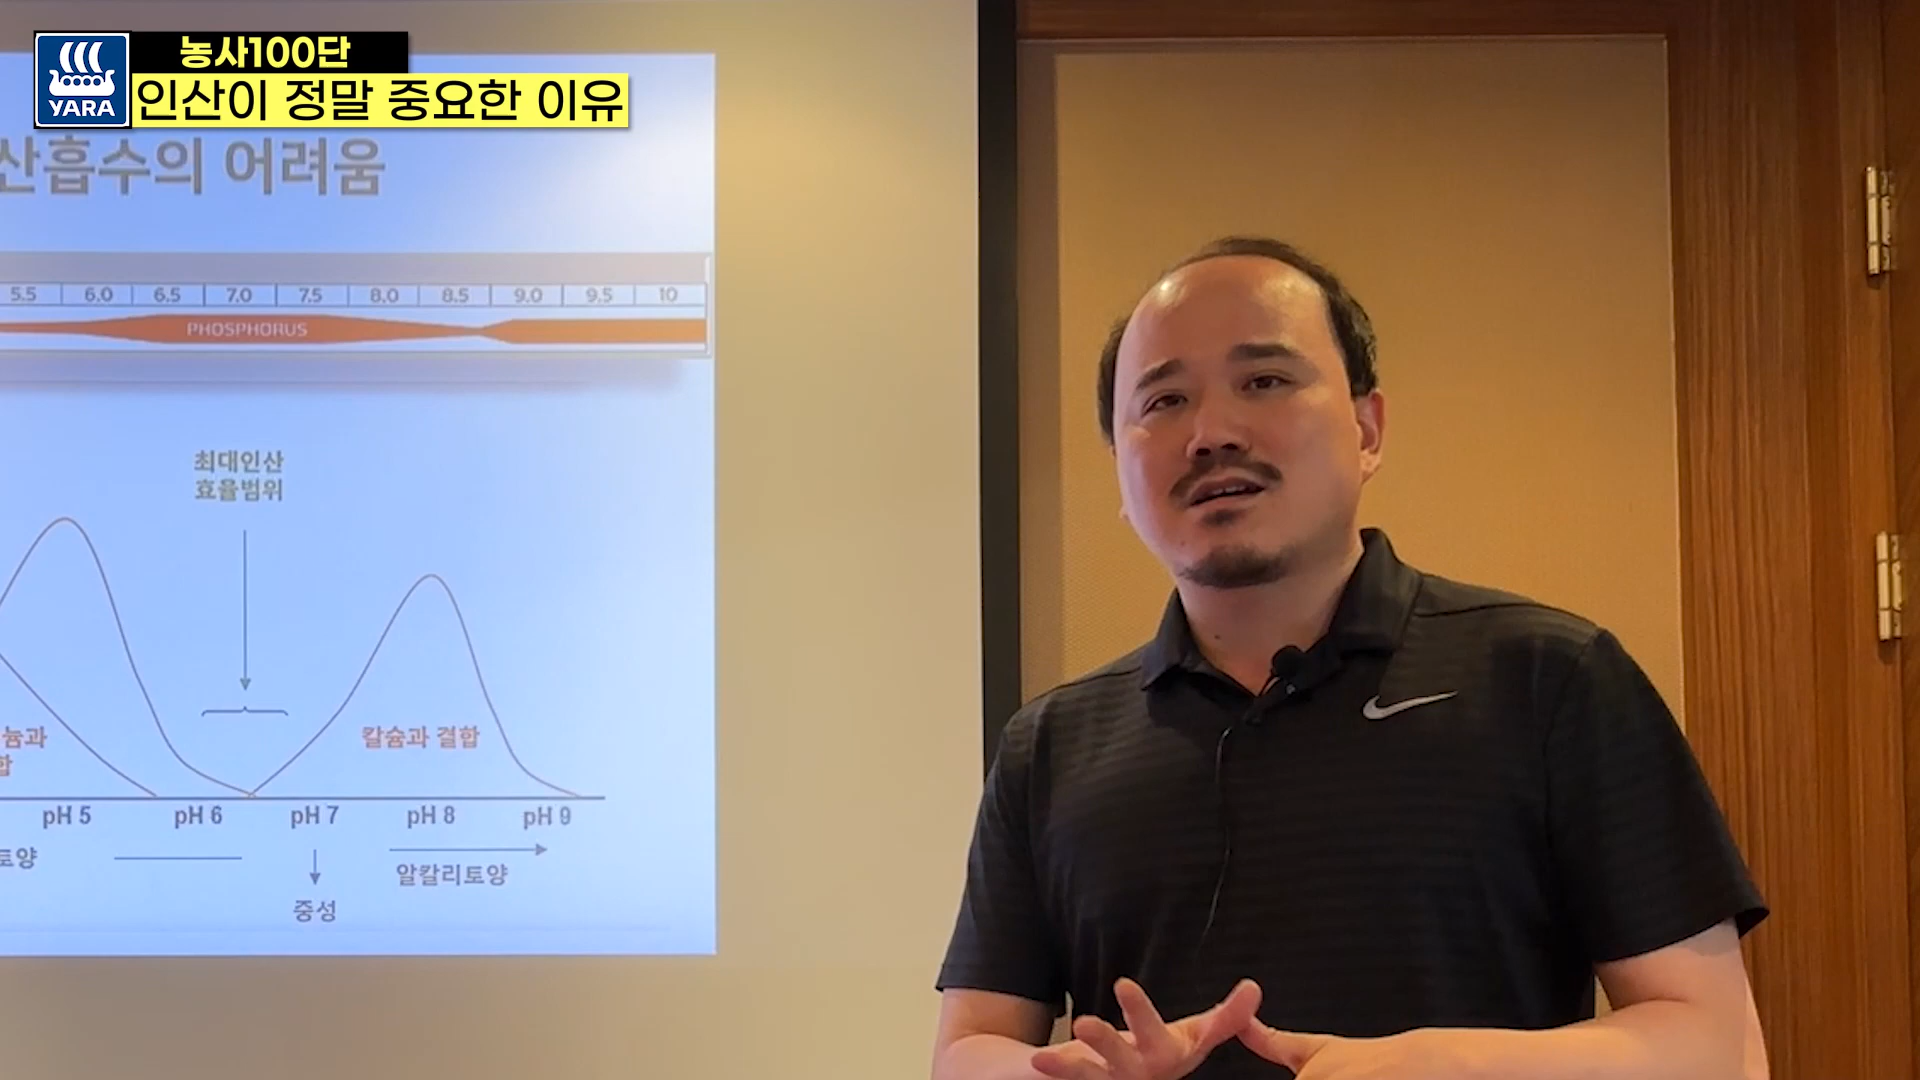 농사100단
YARA
인산이 정말 중요한 이유
산흡수의 어려움
5.5 6.0 6.5 7.0 7.5 8.0 8.5 9.0 9.5 10
PHOSPHORUS
최대인산
효율범위
늄과
합
칼슘과 결합
pH 5 pH 6 pH 7 pH 8 pH 9
토양
알칼리토양
중성